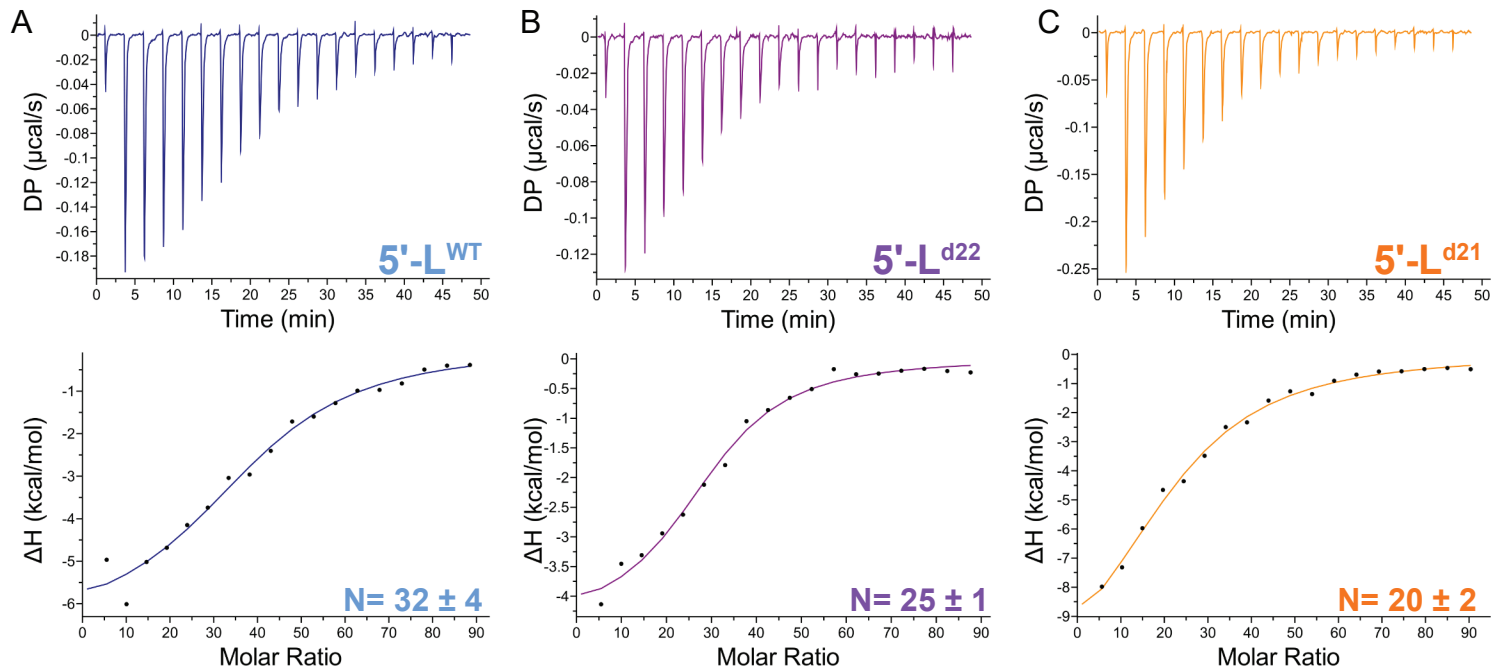 A
DP (µcal/s)
0
-0.02
-0.04
-0.06
-0.08
-0.1
-0.12
-0.14
-0.16
-0.18
5'-L^WT
0 5 10 15 20 25 30 35 40 45 50
Time (min)
B
DP (µcal/s)
0
-0.02
-0.04
-0.06
-0.08
-0.1
-0.12
5'-L^d22
0 5 10 15 20 25 30 35 40 45 50
Time (min)
C
DP (µcal/s)
0
-0.05
-0.1
-0.15
-0.2
-0.25
5'-L^d21
0 5 10 15 20 25 30 35 40 45 50
Time (min)
ΔH (kcal/mol)
-1
-2
-3
-4
-5
-6
N= 32 ± 4
0 10 20 30 40 50 60 70 80 90
Molar Ratio
ΔH (kcal/mol)
0
-0.5
-1
-1.5
-2
-2.5
-3
-3.5
-4
N= 25 ± 1
0 10 20 30 40 50 60 70 80 90
Molar Ratio
ΔH (kcal/mol)
0
-1
-2
-3
-4
-5
-6
-7
-8
-9
N= 20 ± 2
0 10 20 30 40 50 60 70 80 90
Molar Ratio